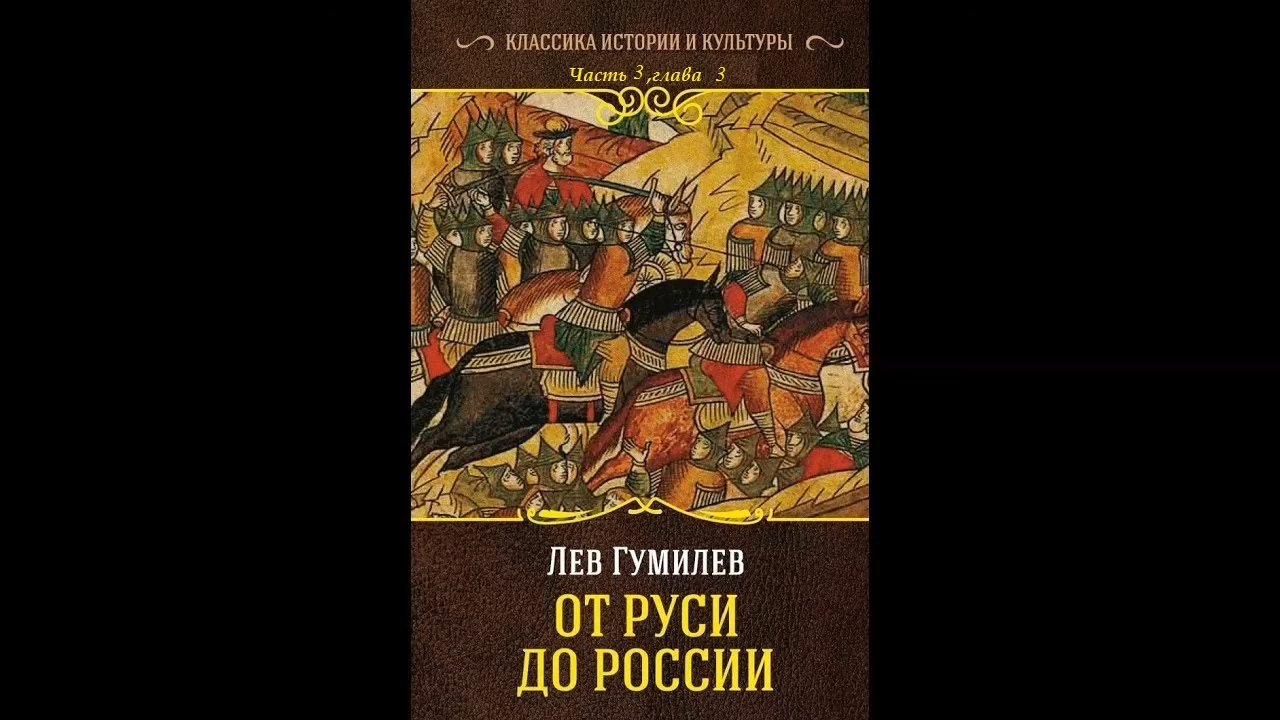 КЛАССИКА ИСТОРИИ И КУЛЬТУРЫ
Часть 3,глава 3
ЛЕВ ГУМИЛЕВ
ОТ РУСИ
ДО РОССИИ